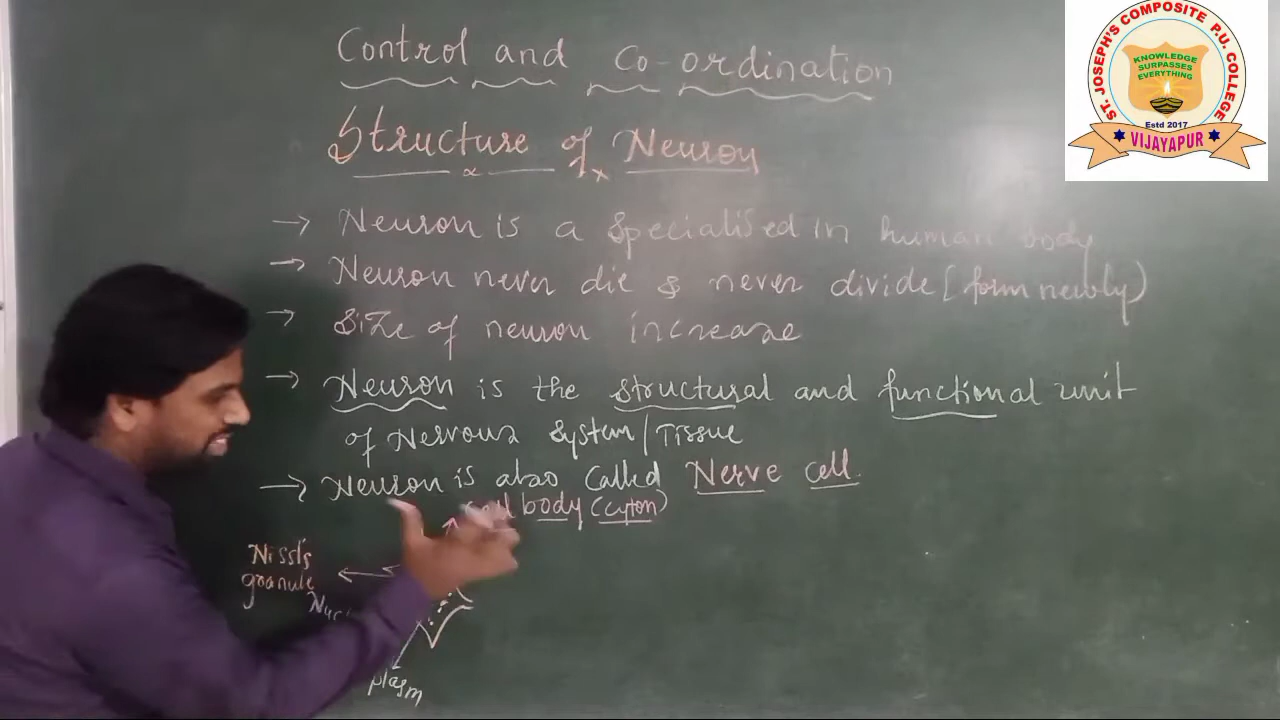 Control and Co-ordination
Structure of Neuron
→ Neuron is a specialised in human body
→ Neuron never die & never divide [form newly)
→ Size of neuron increase
→ Neuron is the structural and functional unit
of Nervous system/Tissue
→ Neuron is also called Nerve cell
body (cyton)
Nissl's
granule
plasm
ST. JOSEPH'S COMPOSITE P.U. COLLEGE
KNOWLEDGE
SURPASSES
EVERYTHING
Estd 2017
VIJAYAPUR